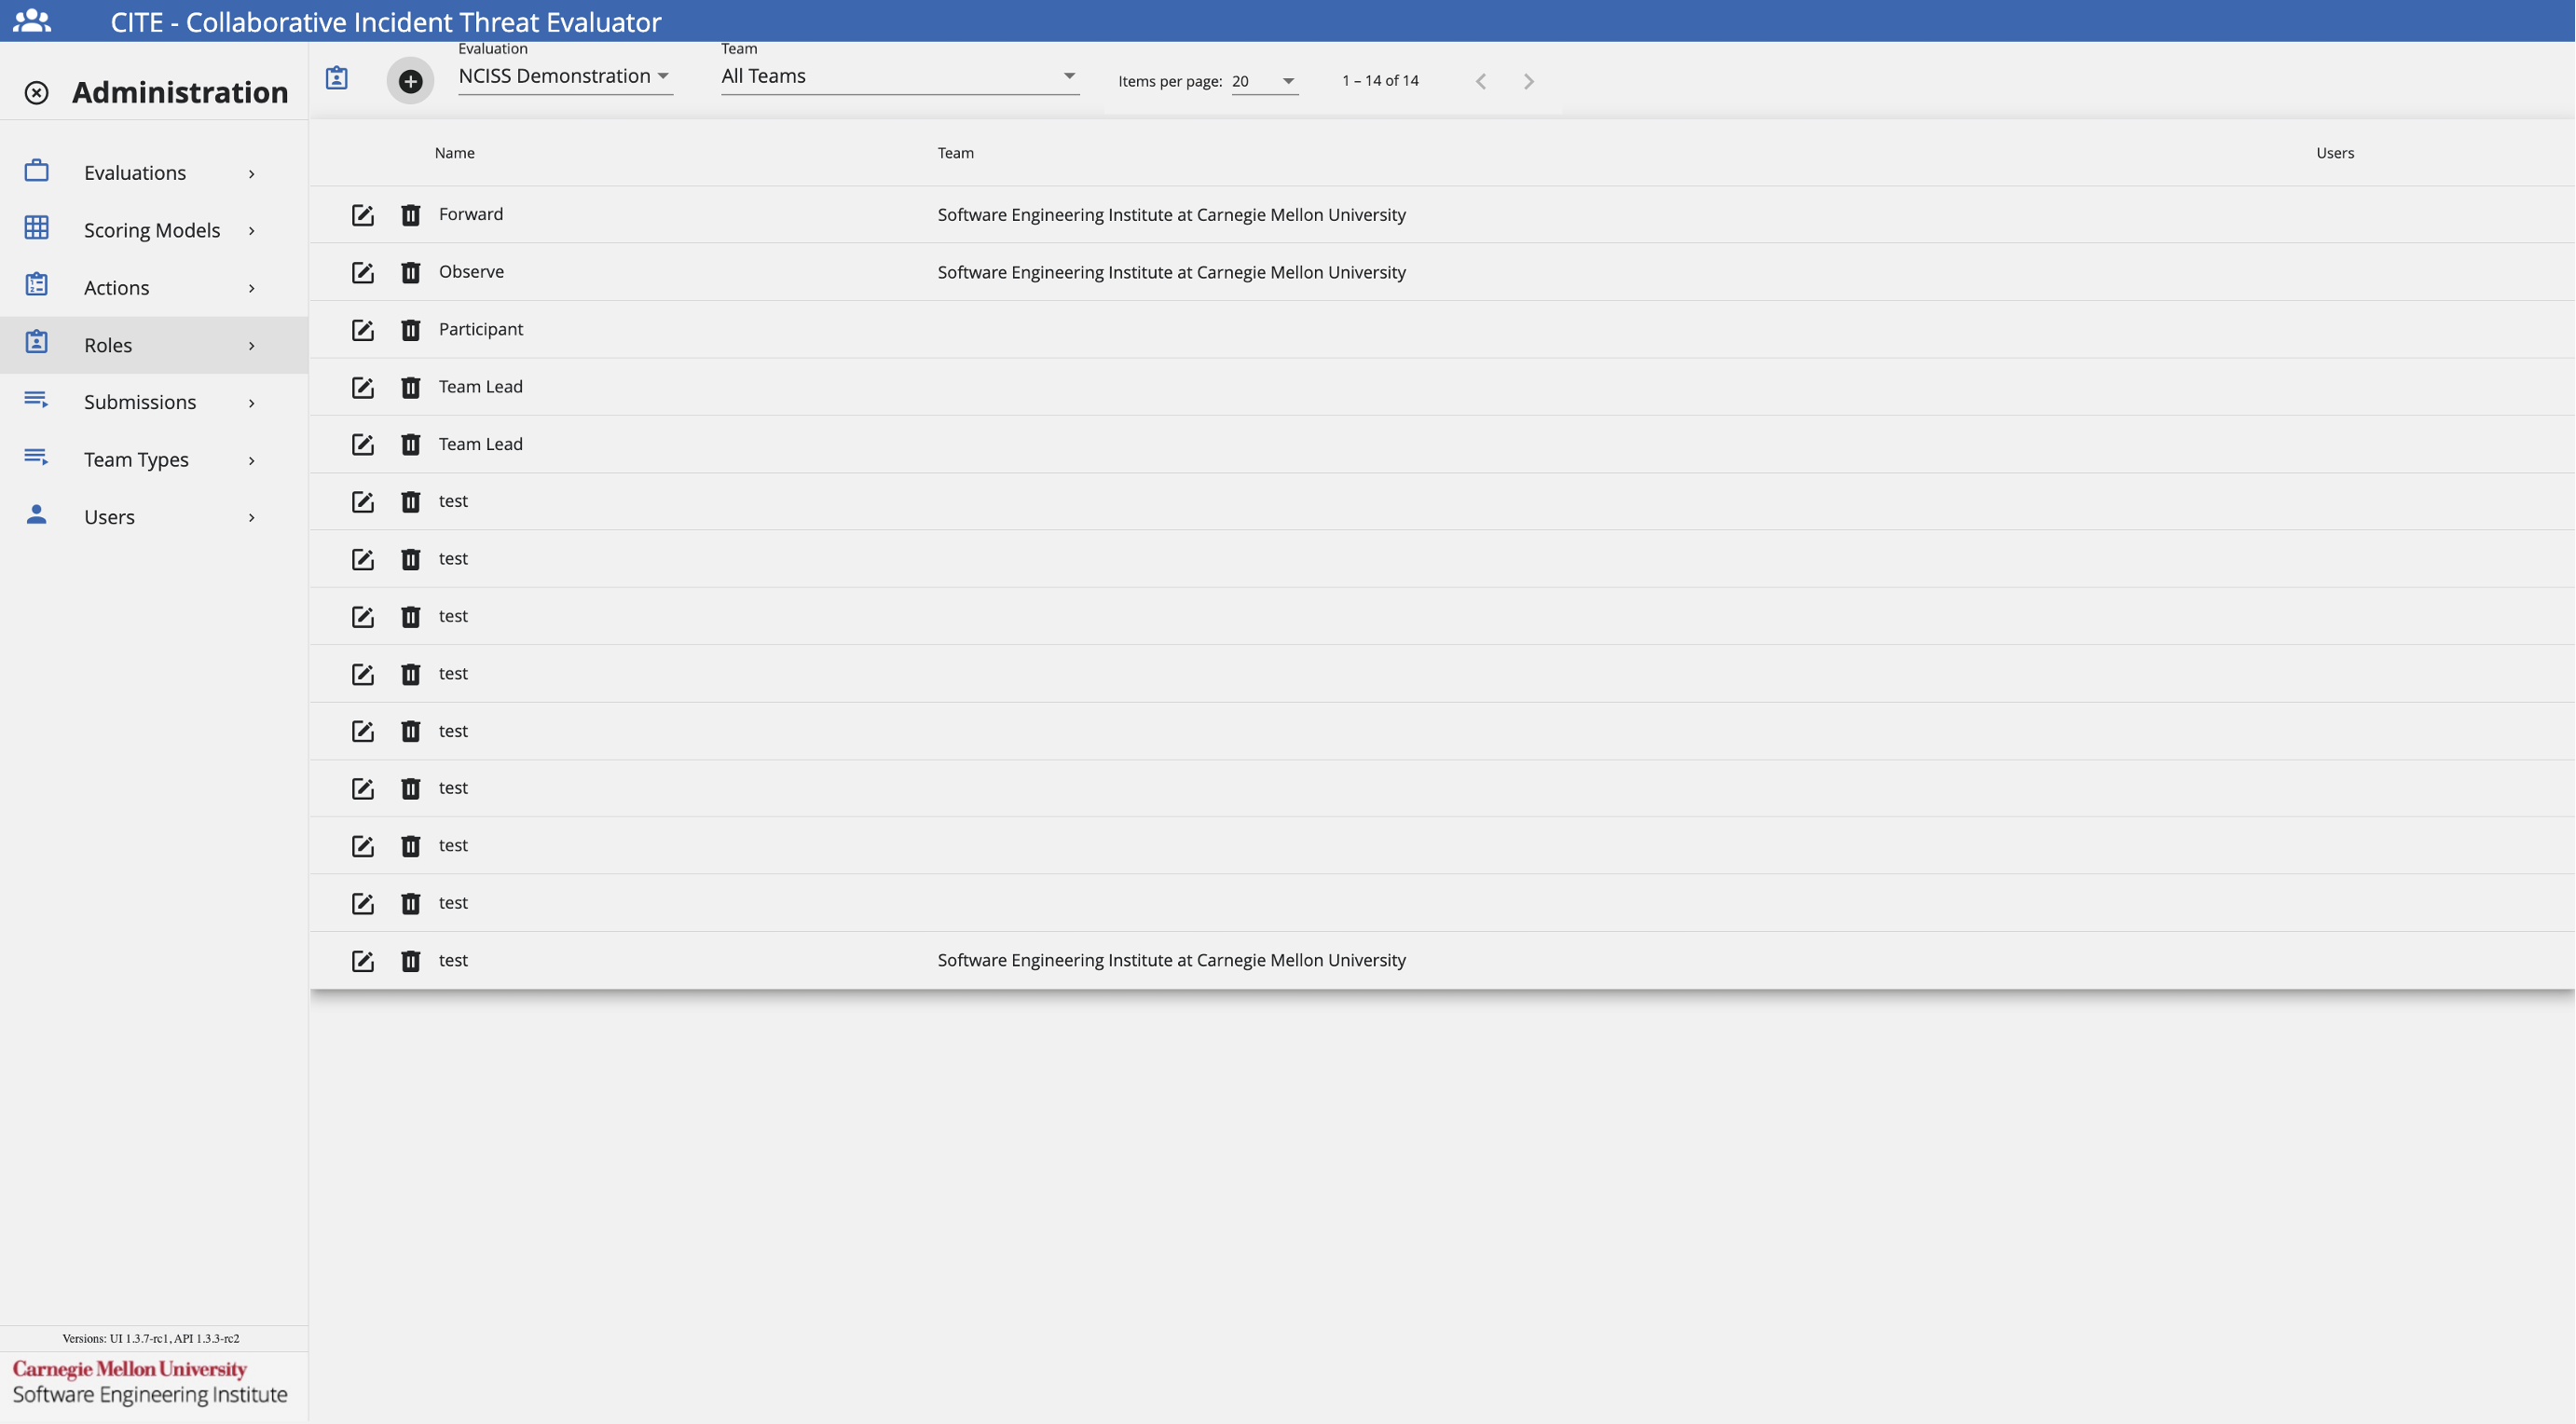 CITE - Collaborative Incident Threat Evaluator
Administration
Evaluations
Scoring Models
Actions
Roles
Submissions
Team Types
Users
Versions: UI 1.3.7-rc1, API 1.3.3-rc2
Carnegie Mellon University
Software Engineering Institute
Evaluation
NCISS Demonstration
Team
All Teams
Items per page: 20
1 – 14 of 14
Name Team Users
Forward Software Engineering Institute at Carnegie Mellon University
Observe Software Engineering Institute at Carnegie Mellon University
Participant
Team Lead
Team Lead
test
test
test
test
test
test
test
test
test Software Engineering Institute at Carnegie Mellon University